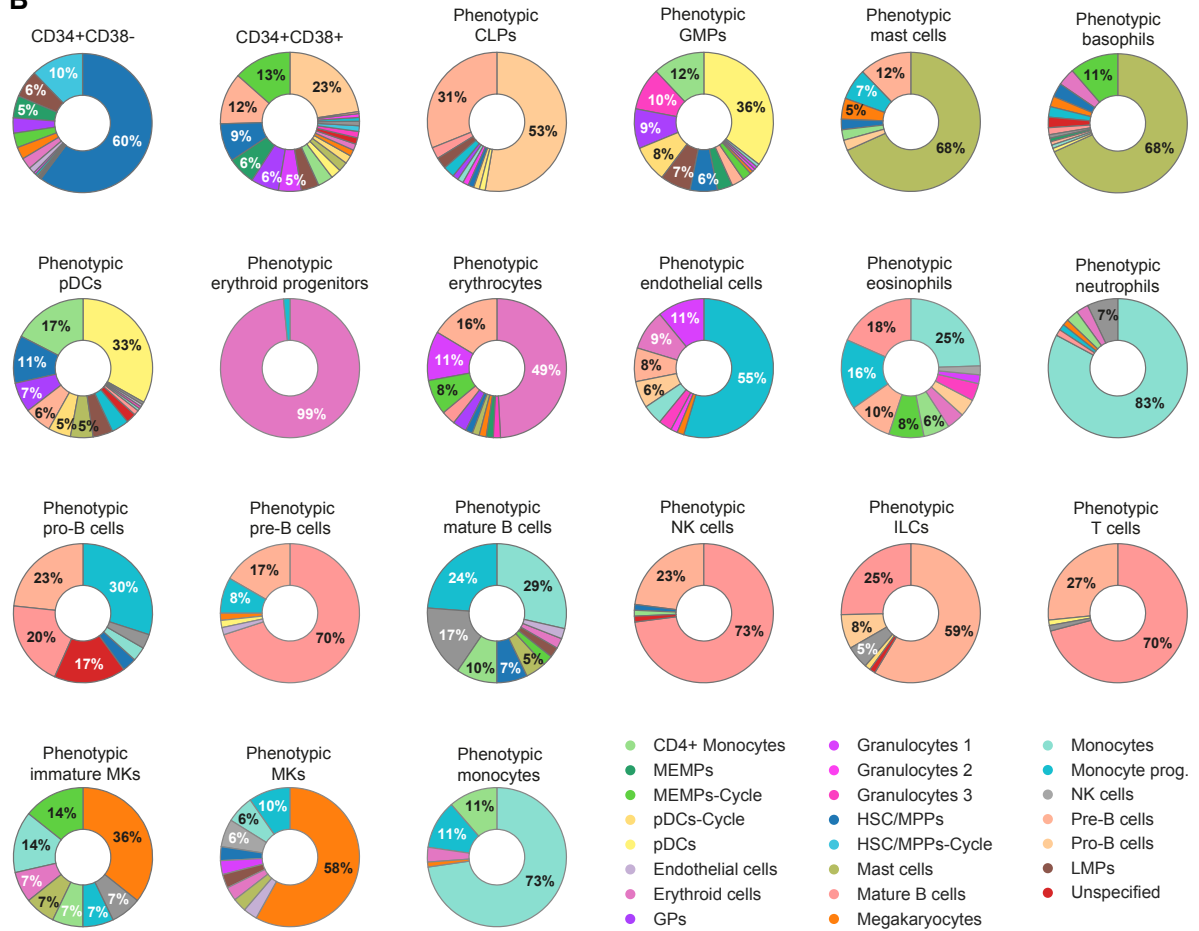 B
CD34+CD38-
60%
5%
6%
10%
CD34+CD38+
23%
5%
6%
6%
9%
12%
13%
Phenotypic
CLPs
53%
31%
Phenotypic
GMPs
36%
6%
7%
8%
9%
10%
12%
Phenotypic
mast cells
68%
5%
7%
12%
Phenotypic
basophils
68%
11%
Phenotypic
pDCs
33%
5%
5%
6%
7%
11%
17%
Phenotypic
erythroid progenitors
99%
Phenotypic
erythrocytes
49%
8%
11%
16%
Phenotypic
endothelial cells
55%
6%
8%
9%
11%
Phenotypic
eosinophils
25%
6%
8%
10%
16%
18%
Phenotypic
neutrophils
83%
7%
Phenotypic
pro-B cells
30%
17%
20%
23%
Phenotypic
pre-B cells
70%
8%
17%
Phenotypic
mature B cells
29%
5%
7%
10%
17%
24%
Phenotypic
NK cells
73%
23%
Phenotypic
ILCs
59%
5%
8%
25%
Phenotypic
T cells
70%
27%
Phenotypic
immature MKs
36%
7%
7%
7%
7%
7%
14%
14%
Phenotypic
MKs
58%
6%
6%
10%
Phenotypic
monocytes
73%
11%
11%
CD4+ Monocytes
MEMPs
MEMPs-Cycle
pDCs-Cycle
pDCs
Endothelial cells
Erythroid cells
GPs
Granulocytes 1
Granulocytes 2
Granulocytes 3
HSC/MPPs
HSC/MPPs-Cycle
Mast cells
Mature B cells
Megakaryocytes
Monocytes
Monocyte prog.
NK cells
Pre-B cells
Pro-B cells
LMPs
Unspecified